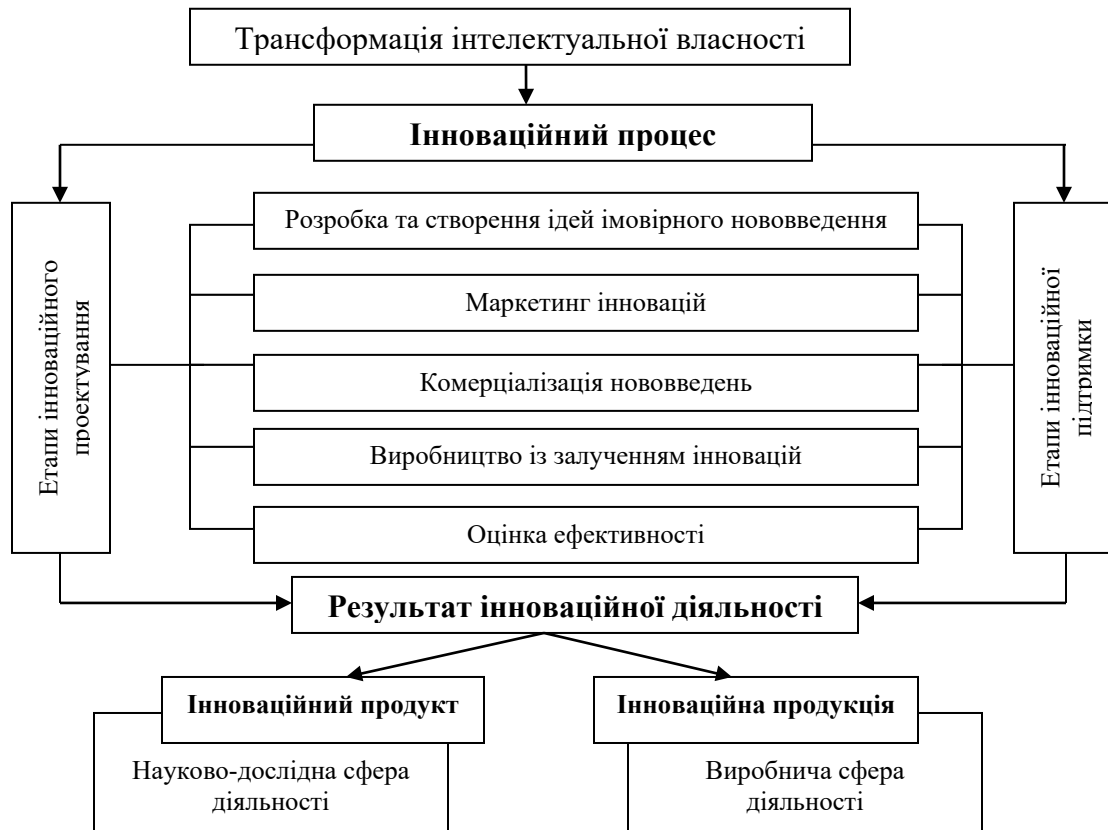 Трансформація інтелектуальної власності
Інноваційний процес
Етапи інноваційного
проектування
Розробка та створення ідей імовірного нововведення
Маркетинг інновацій
Комерціалізація нововведень
Виробництво із залученням інновацій
Оцінка ефективності
Етапи інноваційної
підтримки
Результат інноваційної діяльності
Інноваційний продукт
Інноваційна продукція
Науково-дослідна сфера
діяльності
Виробнича сфера
діяльності